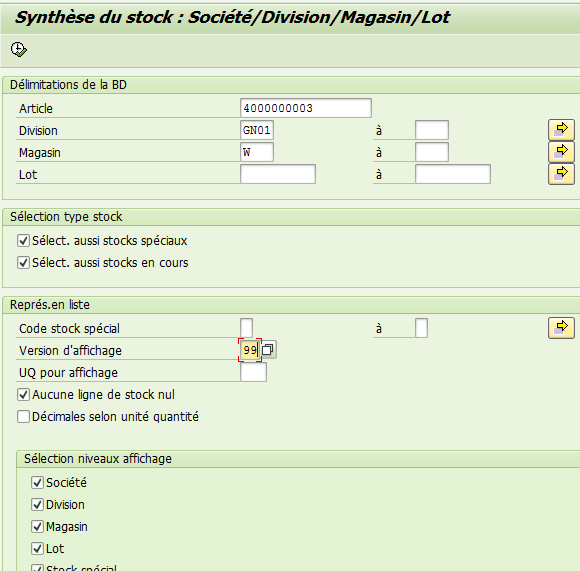 Synthèse du stock : Société/Division/Magasin/Lot
Délimitations de la BD
Article 4000000003
Division GN01 à
Magasin W à
Lot à
Sélection type stock
Sélect. aussi stocks spéciaux
Sélect. aussi stocks en cours
Représ.en liste
Code stock spécial à
Version d'affichage 99
UQ pour affichage
Aucune ligne de stock nul
Décimales selon unité quantité
Sélection niveaux affichage
Société
Division
Magasin
Lot
Stock spécial